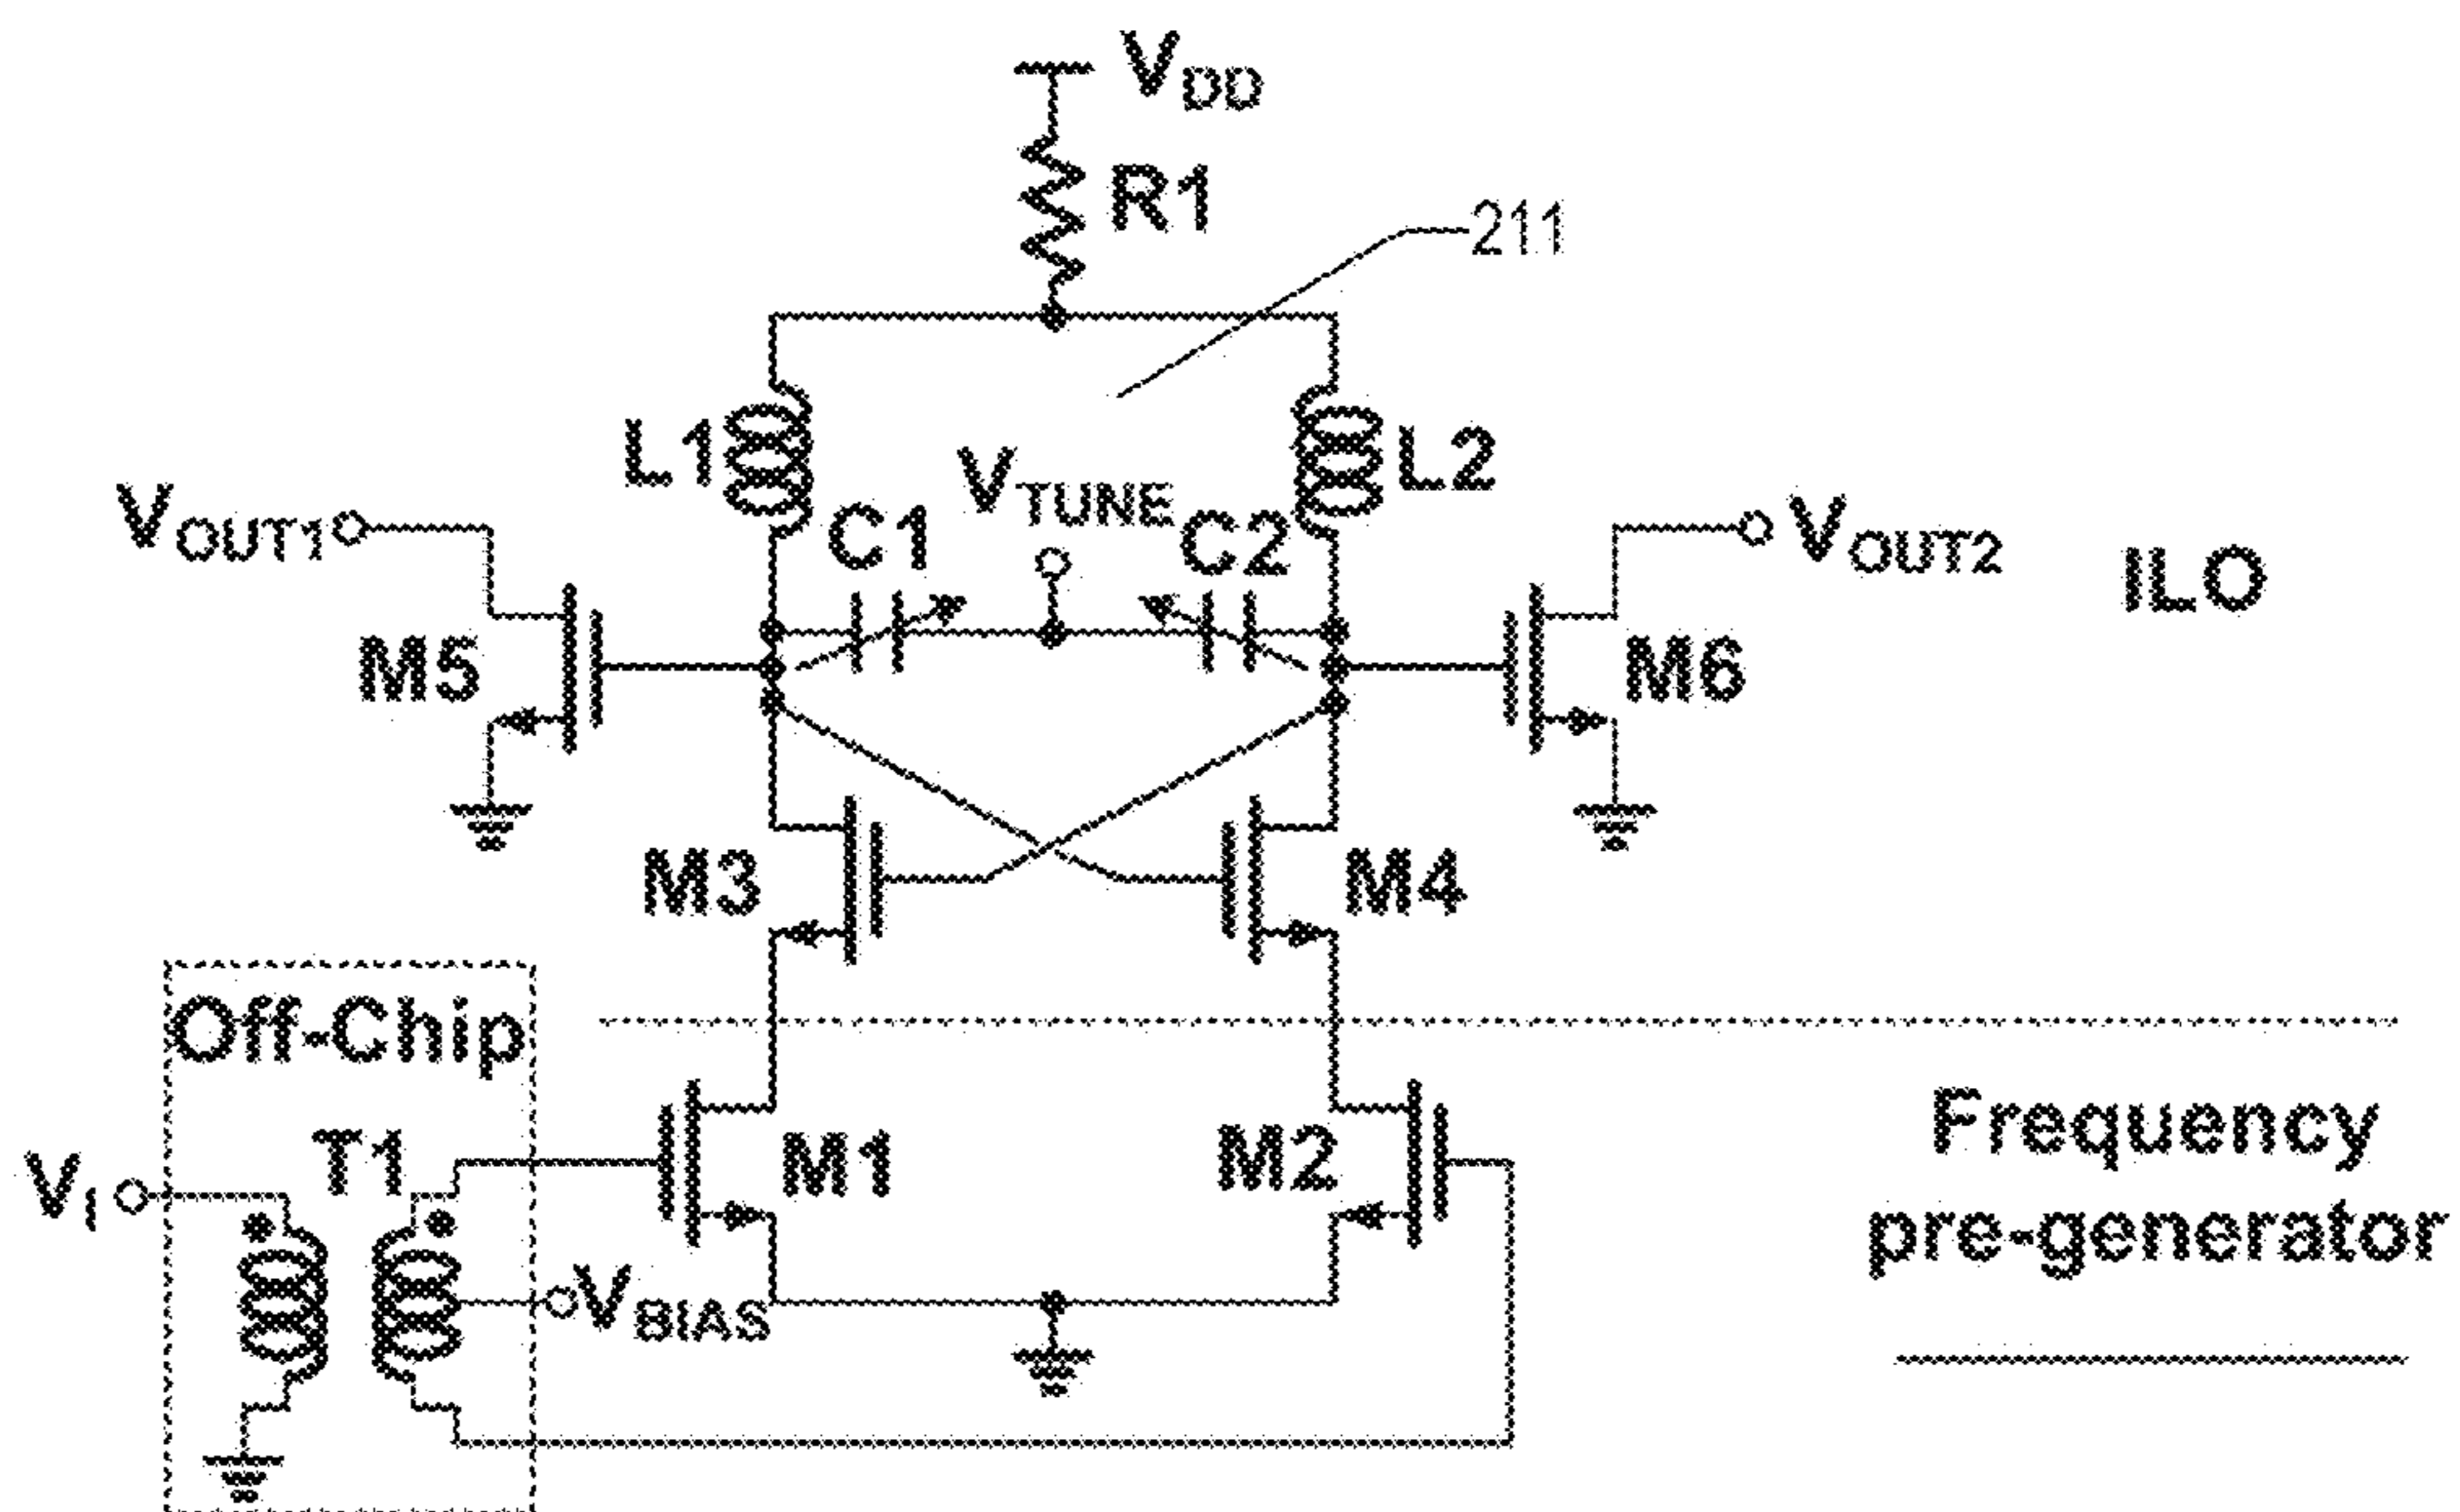 VDD
R1
211
L1
L2
VTUNE
C1
C2
VOUT1
VOUT2
ILO
M5
M6
M3
M4
Off-Chip
Frequency
pre-generator
T1
M1
M2
VI
VBIAS